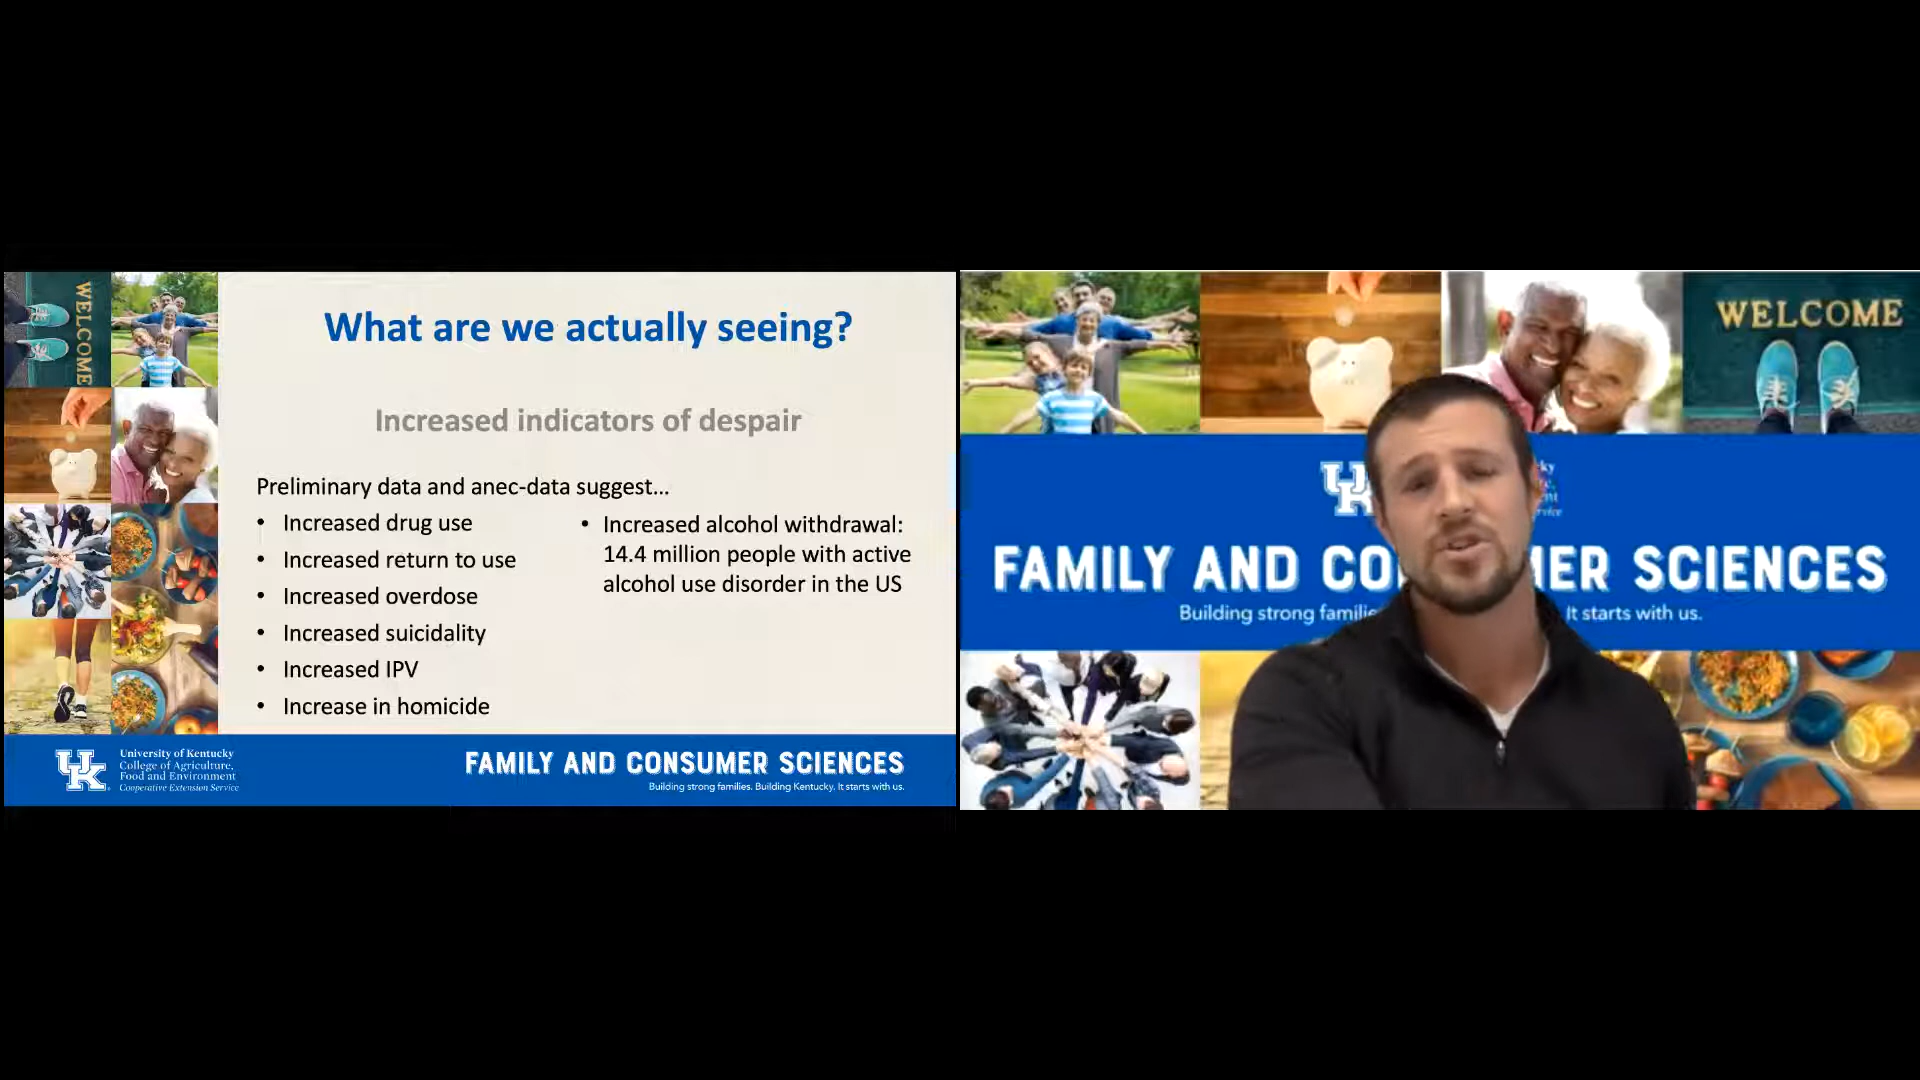 WELCOME
What are we actually seeing?
Increased indicators of despair
Preliminary data and anec-data suggest...
• Increased drug use
• Increased return to use
• Increased overdose
• Increased suicidality
• Increased IPV
• Increase in homicide
• Increased alcohol withdrawal:
14.4 million people with active
alcohol use disorder in the US
UK
University of Kentucky
College of Agriculture,
Food and Environment
Cooperative Extension Service
FAMILY AND CONSUMER SCIENCES
Building strong families. Building Kentucky. It starts with us.
WELCOME
FAMILY AND CO ER SCIENCES
Building strong familie It starts with us.